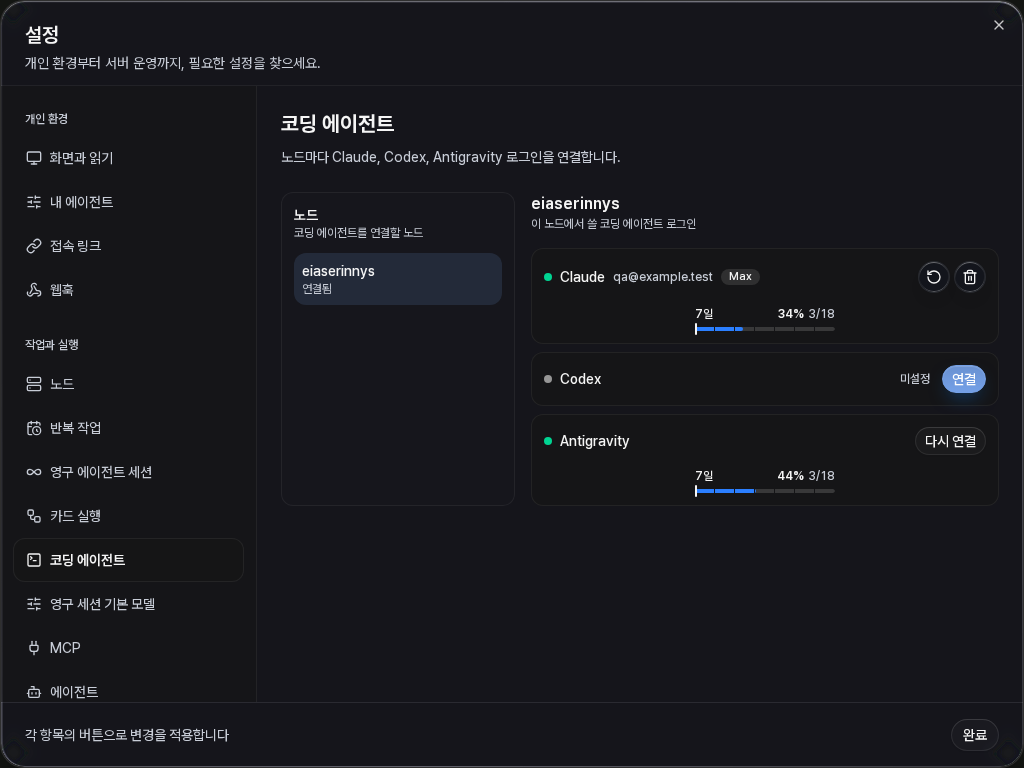 설정
개인 환경부터 서버 운영까지, 필요한 설정을 찾으세요.
개인 환경
화면과 읽기
내 에이전트
접속 링크
웹훅
작업과 실행
노드
반복 작업
영구 에이전트 세션
카드 실행
코딩 에이전트
영구 세션 기본 모델
MCP
에이전트
코딩 에이전트
노드마다 Claude, Codex, Antigravity 로그인을 연결합니다.
노드
코딩 에이전트를 연결할 노드
eiaserinnys
연결됨
eiaserinnys
이 노드에서 쓸 코딩 에이전트 로그인
Claude qa@example.test Max
7일 34% 3/18
Codex 미설정 연결
Antigravity 다시 연결
7일 44% 3/18
각 항목의 버튼으로 변경을 적용합니다
완료